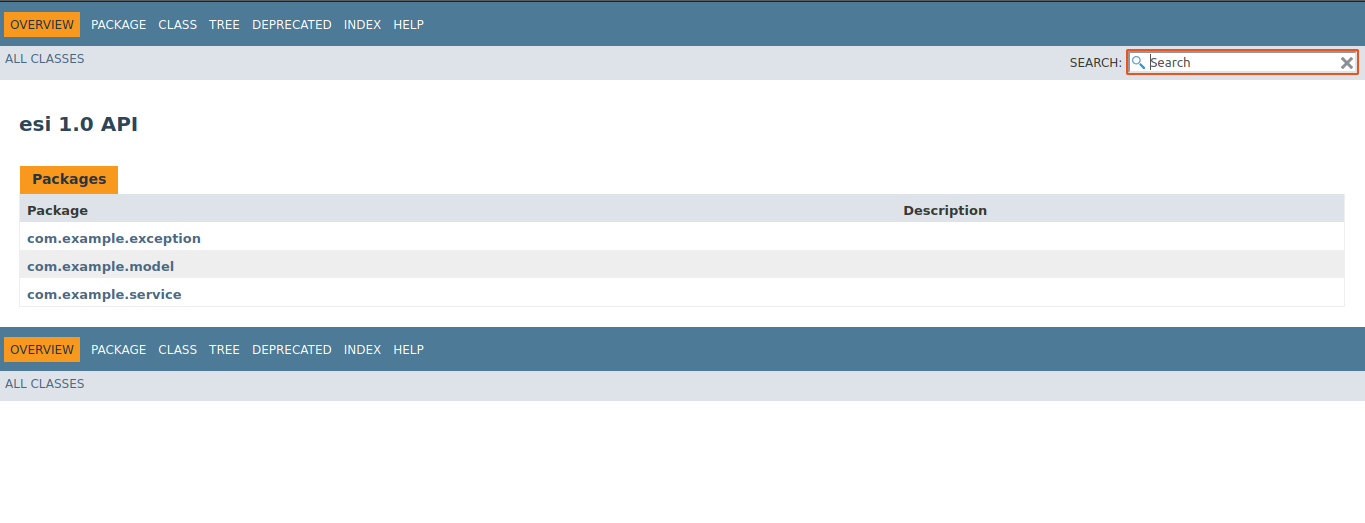 OVERVIEW PACKAGE CLASS TREE DEPRECATED INDEX HELP
ALL CLASSES SEARCH: Search
esi 1.0 API
Packages
Package Description
com.example.exception
com.example.model
com.example.service
OVERVIEW PACKAGE CLASS TREE DEPRECATED INDEX HELP
ALL CLASSES